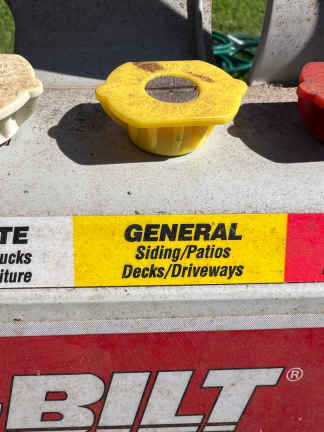 TE
ucks
iture
GENERAL
Siding/Patios
Decks/Driveways
-BILT®